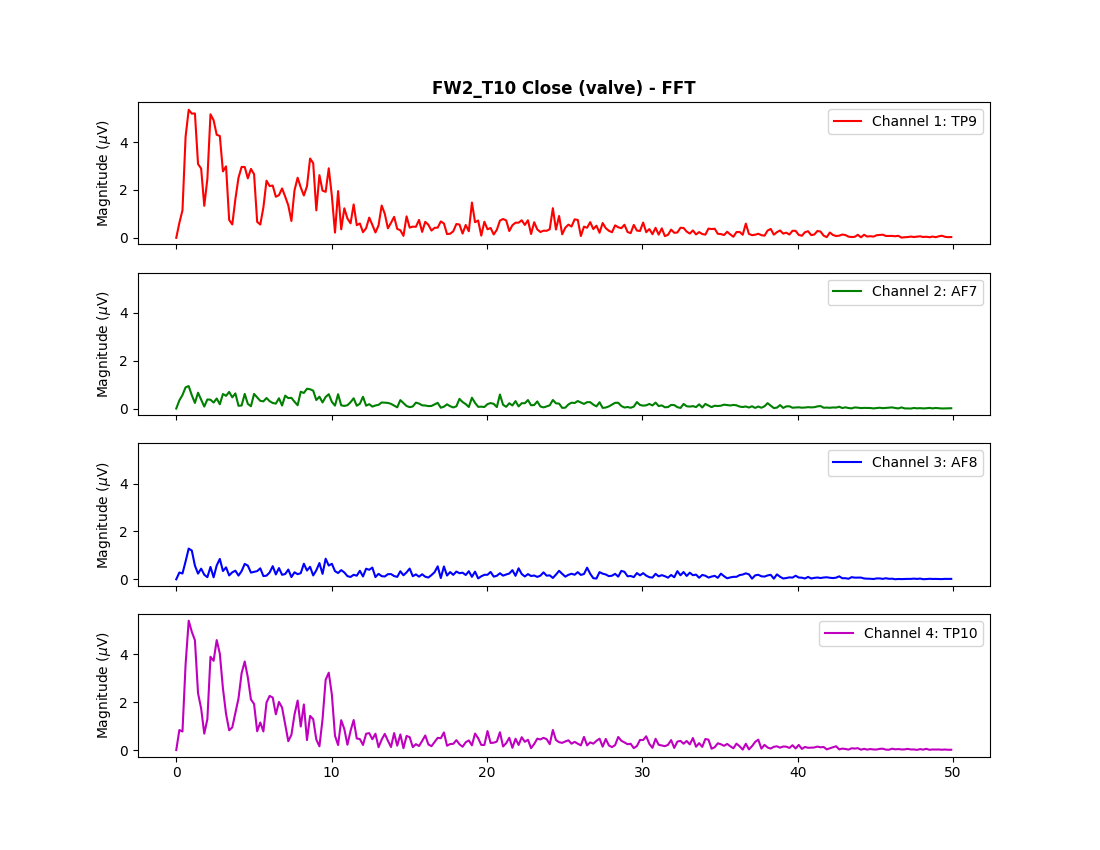 FW2_T10 Close (valve) - FFT
Magnitude (μV)
4
2
0
Channel 1: TP9
Magnitude (μV)
4
2
0
Channel 2: AF7
Magnitude (μV)
4
2
0
Channel 3: AF8
Magnitude (μV)
4
2
0
Channel 4: TP10
0 10 20 30 40 50